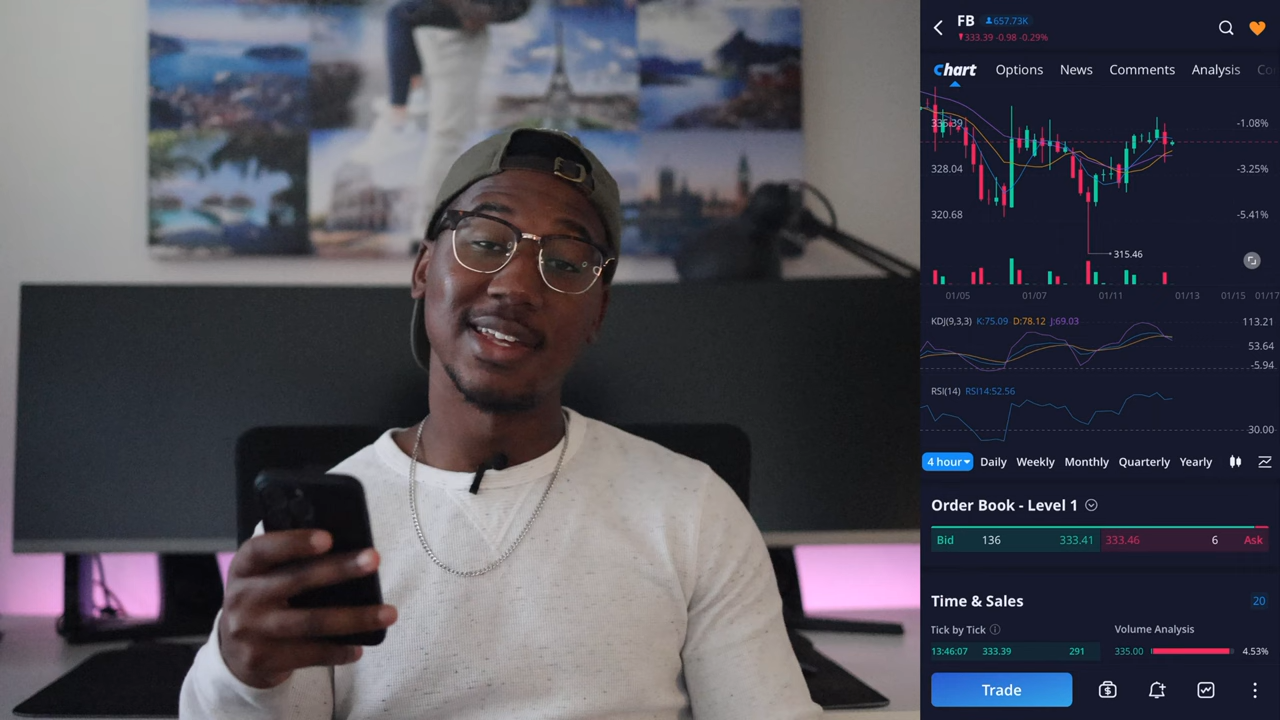 FB 657.73K
333.39 -0.98 -0.29%
Chart Options News Comments Analysis Co
335.39 -1.08%
328.04 -3.25%
320.68 -5.41%
315.46
01/05 01/07 01/11 01/13 01/15 01/17
KDJ(9,3,3) K:75.09 D:78.12 J:69.03 113.21
53.64
-5.94
RSI(14) RSI14:52.56
30.00
4 hour Daily Weekly Monthly Quarterly Yearly
Order Book - Level 1
Bid 136 333.41 333.46 6 Ask
Time & Sales 20
Tick by Tick Volume Analysis
13:46:07 333.39 291 335.00 4.53%
Trade